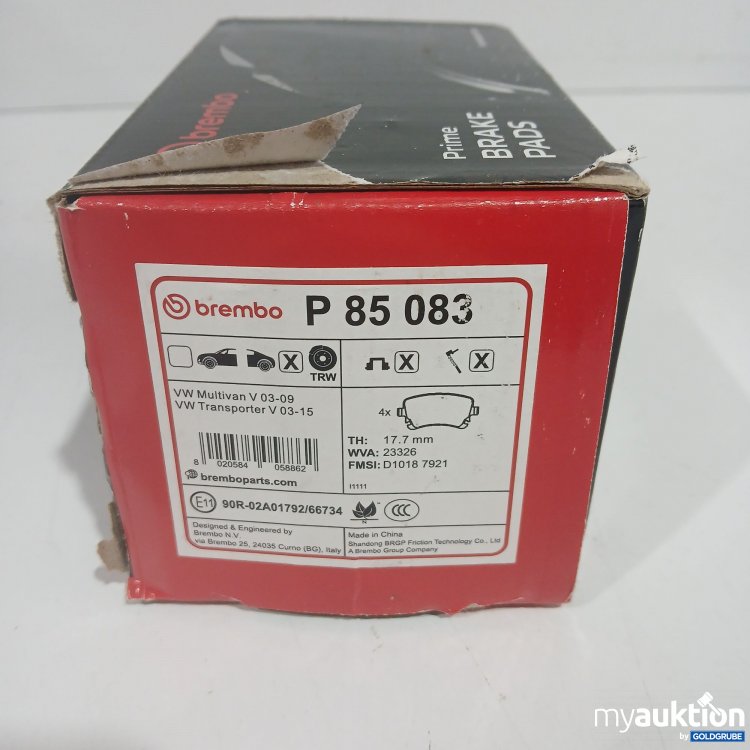 brembo
Prime
BRAKE
PADS
brembo P 85 083
X TRW X X
VW Multivan V 03-09
VW Transporter V 03-15
4x
8 020584 058862
bremboparts.com
TH: 17.7 mm
WVA: 23326
FMSI: D1018 7921
I1111
E11 90R-02A01792/66734
CCC
Designed & Engineered by
Brembo N.V.
via Brembo 25, 24035 Curno (BG), Italy
Made in China
Shandong BRGP Friction Technology Co., Ltd
A Brembo Group Company
myauktion
by GOLDGRUBE